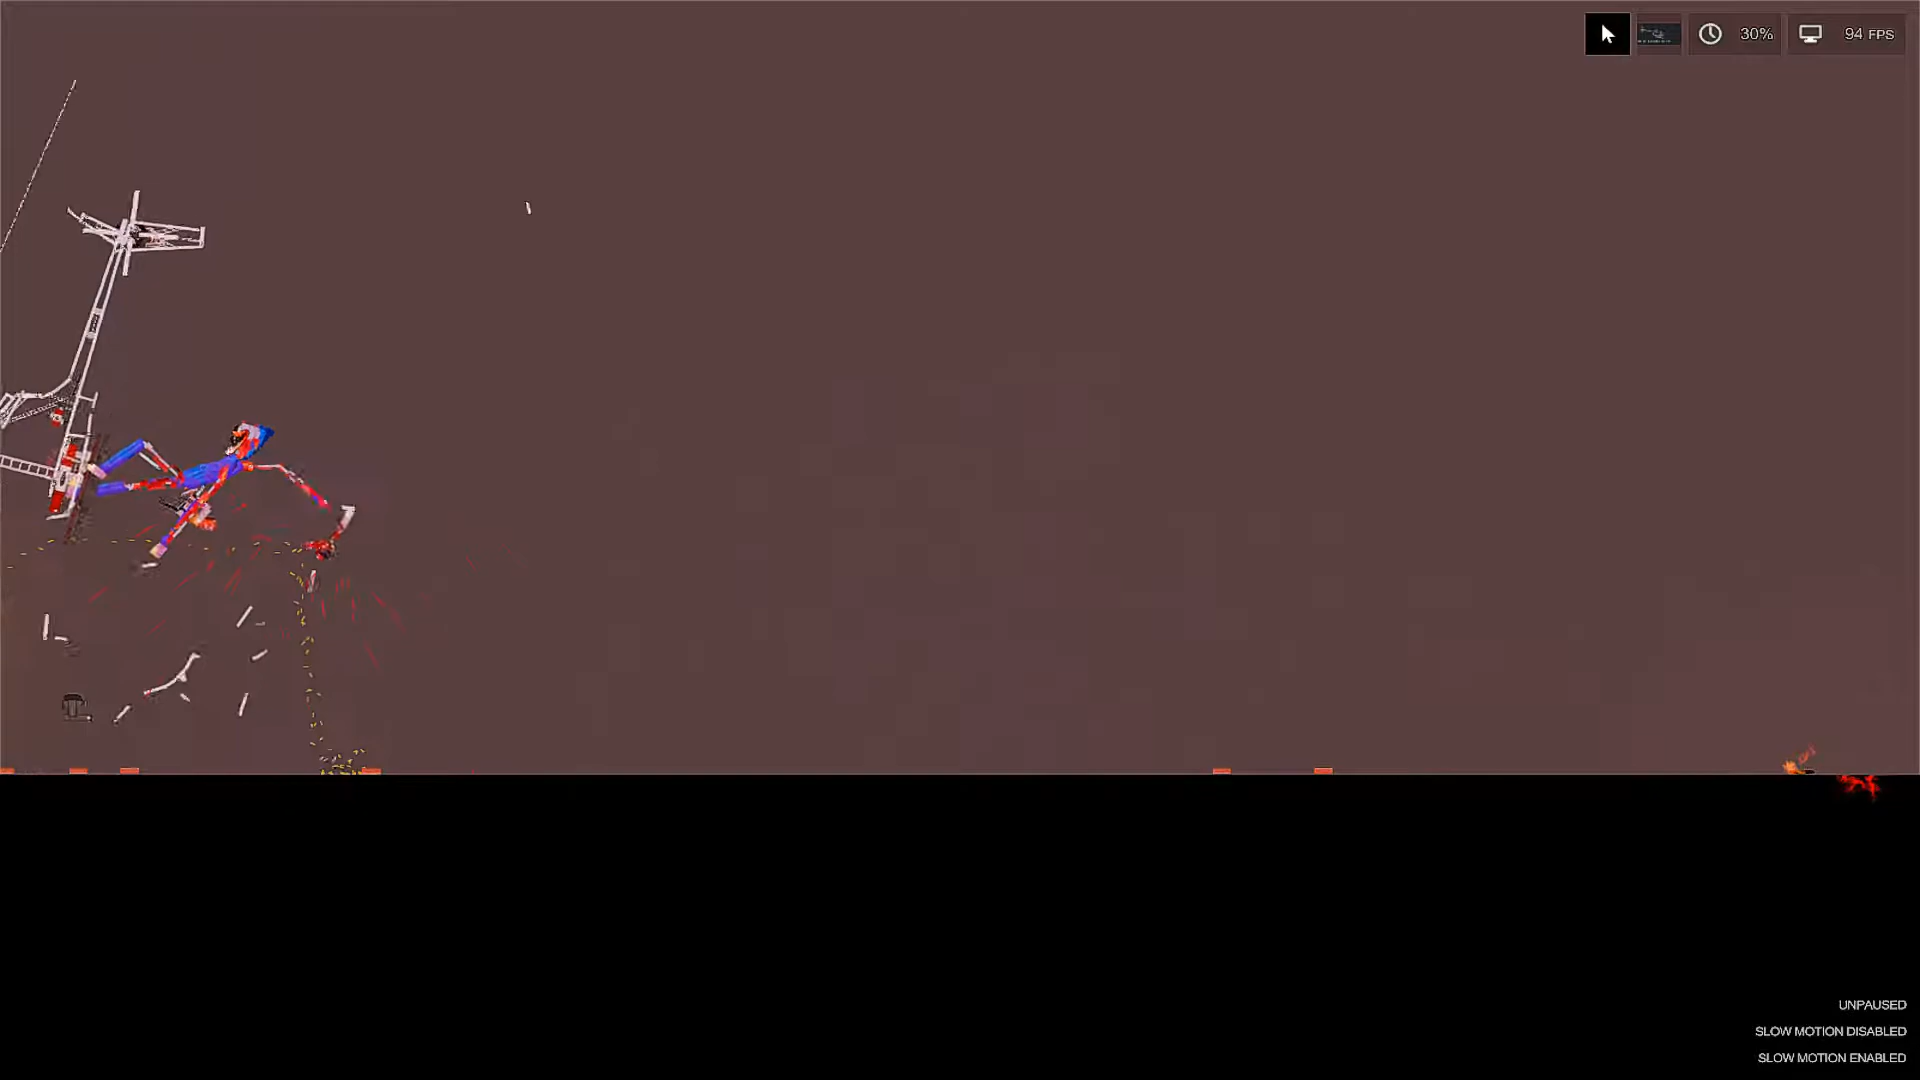 30%
94 FPS
UNPAUSED
SLOW MOTION DISABLED
SLOW MOTION ENABLED